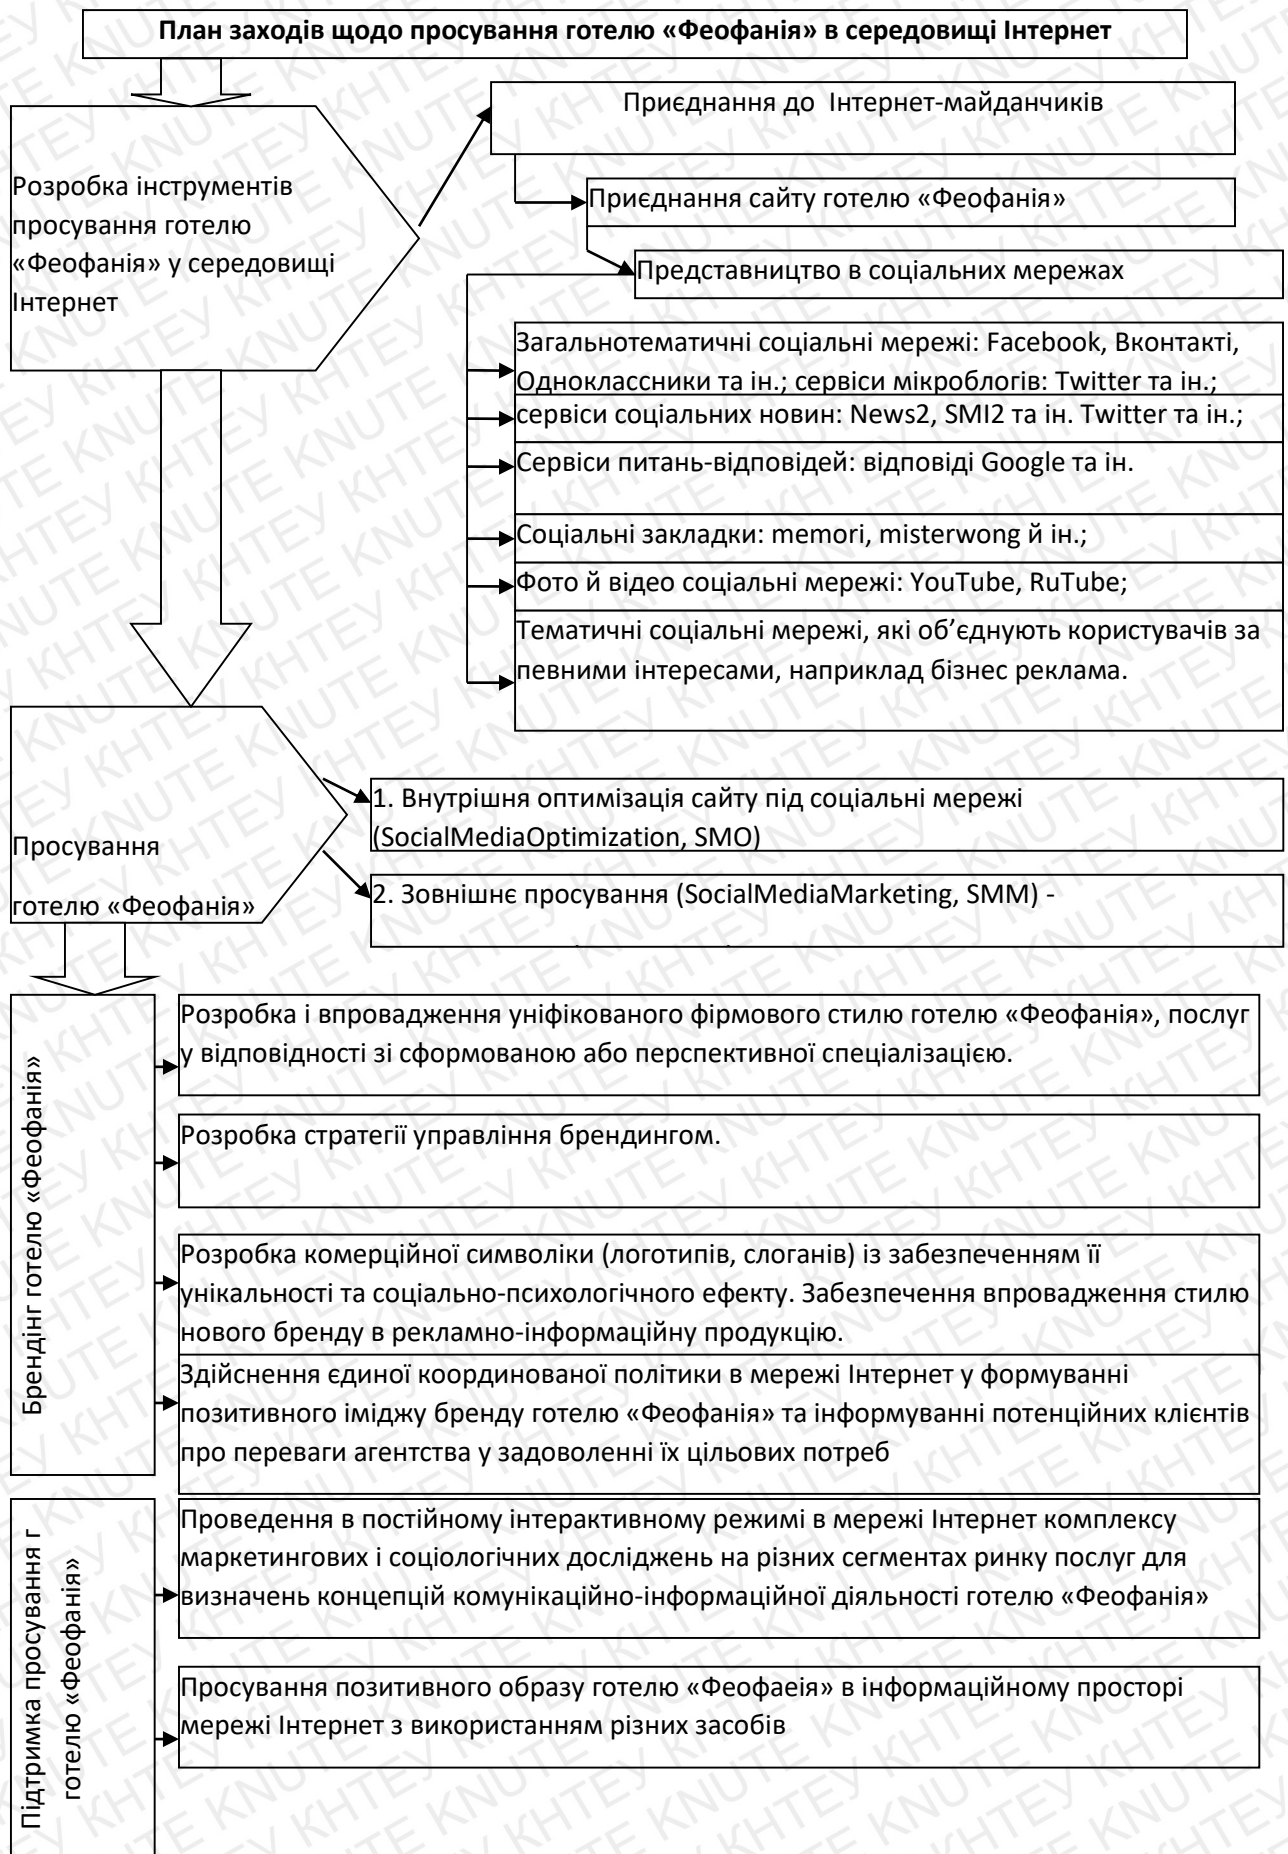 План заходів щодо просування готелю «Феофанія» в середовищі Інтернет
Приєднання до Інтернет-майданчиків
Розробка інструментів
просування готелю
«Феофанія» у середовищі
Інтернет
Приєднання сайту готелю «Феофанія»
Представництво в соціальних мережах
Загальнотематичні соціальні мережі: Facebook, Вконтакті,
Одноклассники та ін.; сервіси мікроблогів: Twitter та ін.;
сервіси соціальних новин: News2, SMI2 та ін. Twitter та ін.;
Сервіси питань-відповідей: відповіді Google та ін.
Соціальні закладки: memori, misterwong й ін.;
Фото й відео соціальні мережі: YouTube, RuTube;
Тематичні соціальні мережі, які об’єднують користувачів за
певними інтересами, наприклад бізнес реклама.
Просування
готелю «Феофанія»
1. Внутрішня оптимізація сайту під соціальні мережі
(SocialMediaOptimization, SMO)
2. Зовнішнє просування (SocialMediaMarketing, SMM) -
Брендінг готелю «Феофанія»
Розробка і впровадження уніфікованого фірмового стилю готелю «Феофанія», послуг
у відповідності зі сформованою або перспективної спеціалізацією.
Розробка стратегії управління брендингом.
Розробка комерційної символіки (логотипів, слоганів) із забезпеченням її
унікальності та соціально-психологічного ефекту. Забезпечення впровадження стилю
нового бренду в рекламно-інформаційну продукцію.
Здійснення єдиної координованої політики в мережі Інтернет у формуванні
позитивного іміджу бренду готелю «Феофанія» та інформуванні потенційних клієнтів
про переваги агентства у задоволенні їх цільових потреб
Підтримка просування г
готелю «Феофанія»
Проведення в постійному інтерактивному режимі в мережі Інтернет комплексу
маркетингових і соціологічних досліджень на різних сегментах ринку послуг для
визначень концепцій комунікаційно-інформаційної діяльності готелю «Феофанія»
Просування позитивного образу готелю «Феофаеія» в інформаційному просторі
мережі Інтернет з використанням різних засобів